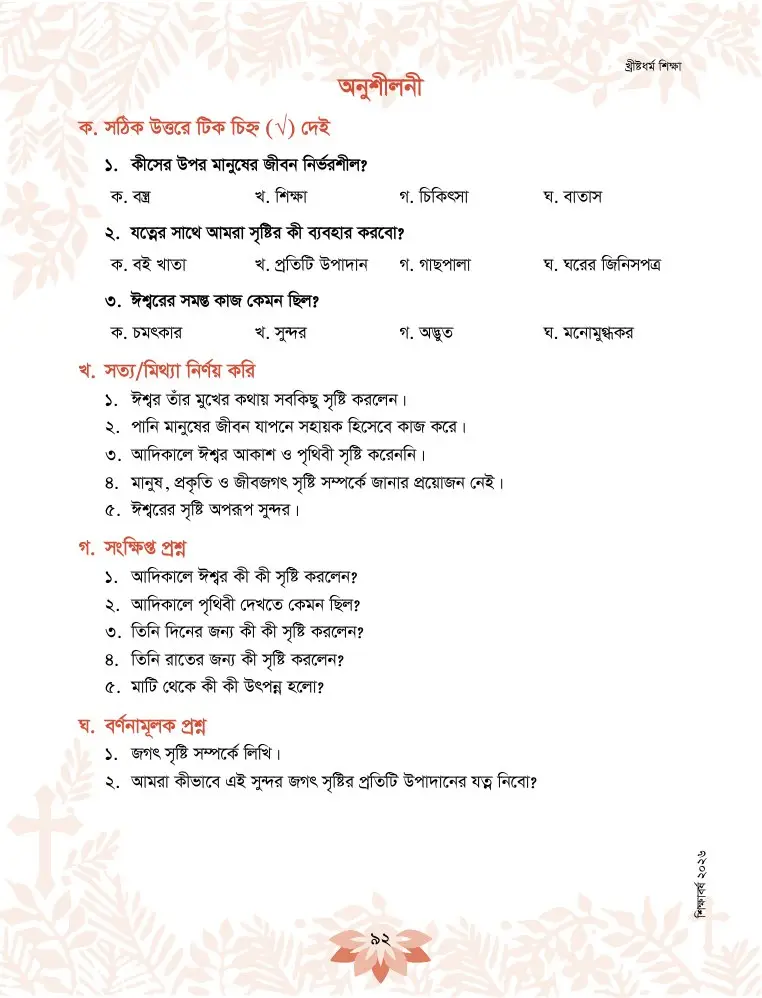 খ্রীষ্টধর্ম শিক্ষা
অনুশীলনী
ক. সঠিক উত্তরে টিক চিহ্ন (√) দেই
১. কীসের উপর মানুষের জীবন নির্ভরশীল?
ক. বস্ত্র খ. শিক্ষা গ. চিকিৎসা ঘ. বাতাস
২. যত্নের সাথে আমরা সৃষ্টির কী ব্যবহার করবো?
ক. বই খাতা খ. প্রতিটি উপাদান গ. গাছপালা ঘ. ঘরের জিনিসপত্র
৩. ঈশ্বরের সমস্ত কাজ কেমন ছিল?
ক. চমৎকার খ. সুন্দর গ. অদ্ভুত ঘ. মনোমুগ্ধকর
খ. সত্য/মিথ্যা নির্ণয় করি
১. ঈশ্বর তাঁর মুখের কথায় সবকিছু সৃষ্টি করলেন।
২. পানি মানুষের জীবন যাপনে সহায়ক হিসেবে কাজ করে।
৩. আদিকালে ঈশ্বর আকাশ ও পৃথিবী সৃষ্টি করেননি।
৪. মানুষ, প্রকৃতি ও জীবজগৎ সৃষ্টি সম্পর্কে জানার প্রয়োজন নেই।
৫. ঈশ্বরের সৃষ্টি অপরূপ সুন্দর।
গ. সংক্ষিপ্ত প্রশ্ন
১. আদিকালে ঈশ্বর কী কী সৃষ্টি করলেন?
২. আদিকালে পৃথিবী দেখতে কেমন ছিল?
৩. তিনি দিনের জন্য কী কী সৃষ্টি করলেন?
৪. তিনি রাতের জন্য কী সৃষ্টি করলেন?
৫. মাটি থেকে কী কী উৎপন্ন হলো?
ঘ. বর্ণনামূলক প্রশ্ন
১. জগৎ সৃষ্টি সম্পর্কে লিখি।
২. আমরা কীভাবে এই সুন্দর জগৎ সৃষ্টির প্রতিটি উপাদানের যত্ন নিবো?
শিক্ষাবর্ষ ২০২৬
৯২